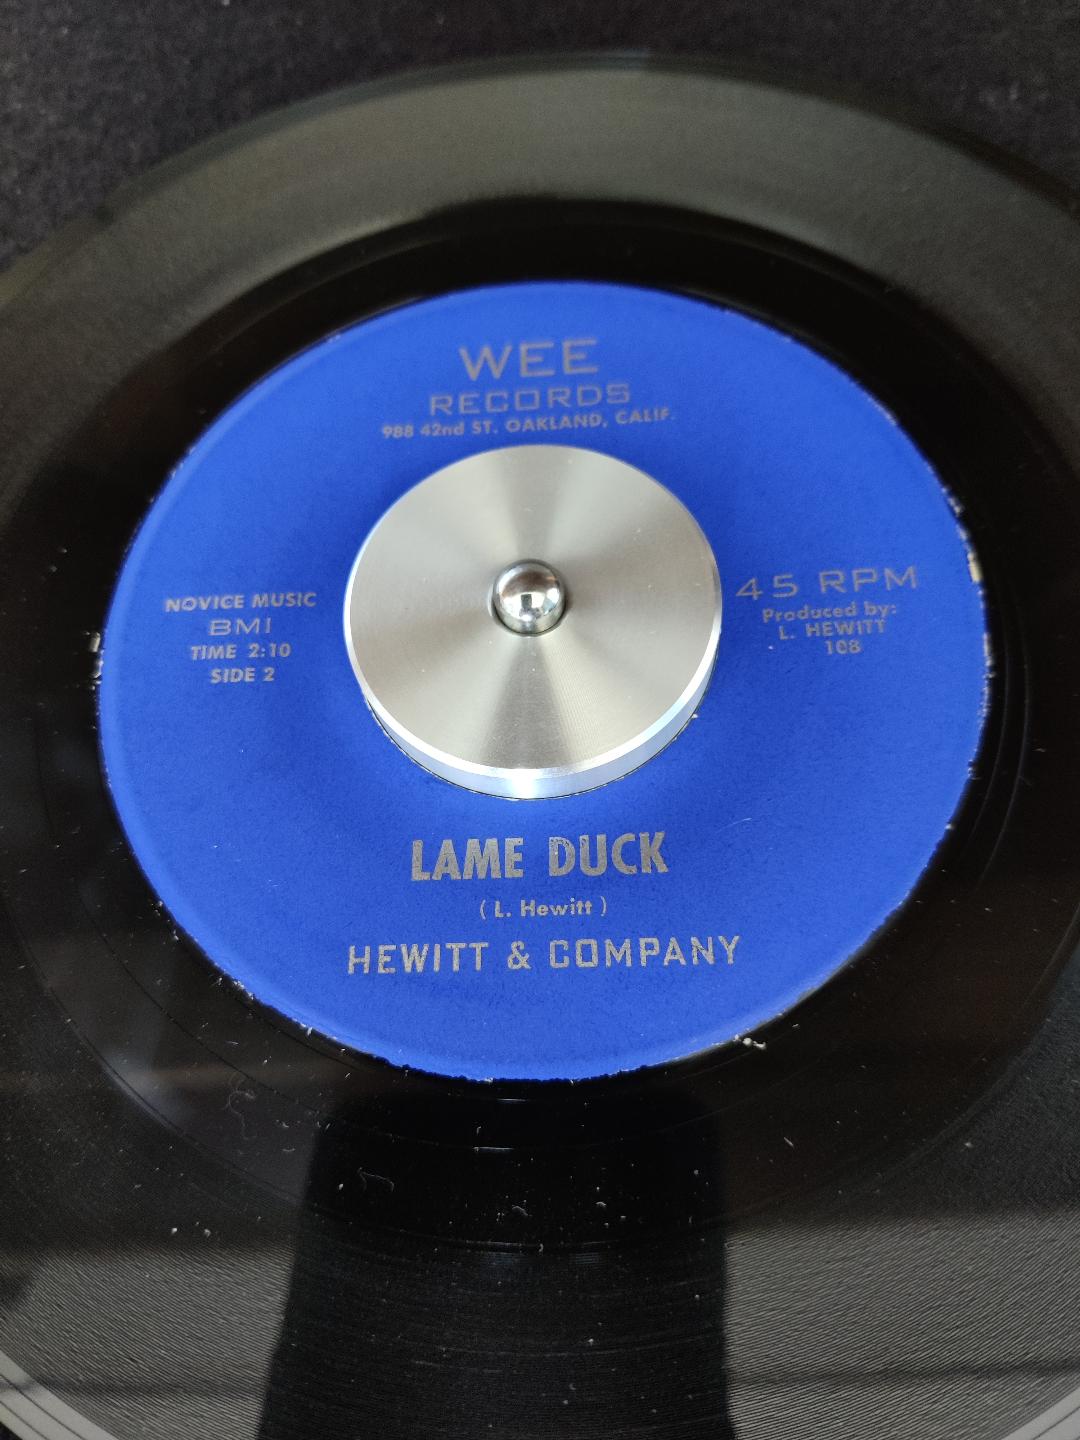 WEE
RECORDS
988 42nd ST. OAKLAND, CALIF.
NOVICE MUSIC
BMI
TIME 2:10
SIDE 2
45 RPM
Produced by:
L. HEWITT
108
LAME DUCK
( L. Hewitt )
HEWITT & COMPANY